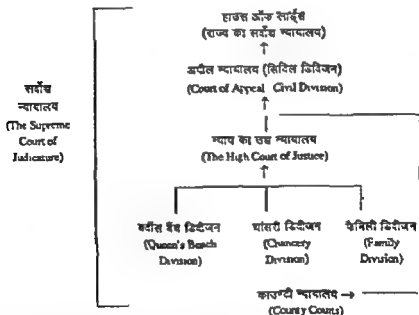 हाउस ऑफ लार्ड्स
(राज्य का सर्वोच्च न्यायालय)
↑
अपील न्यायालय (सिविल डिविजन)
(Court of Appeal Civil Division)
↑
सर्वोच्च
न्यायालय
(The Supreme
Court of
Judicature)
न्याय का उच्च न्यायालय
(The High Court of Justice)
↑
क्वीन्स बैंच डिवीजन
(Queen's Bench
Division)
चांसरी डिवीजन
(Chancery
Division)
फैमिली डिवीजन
(Family
Division)
काउण्टी न्यायालय →
(County Courts)